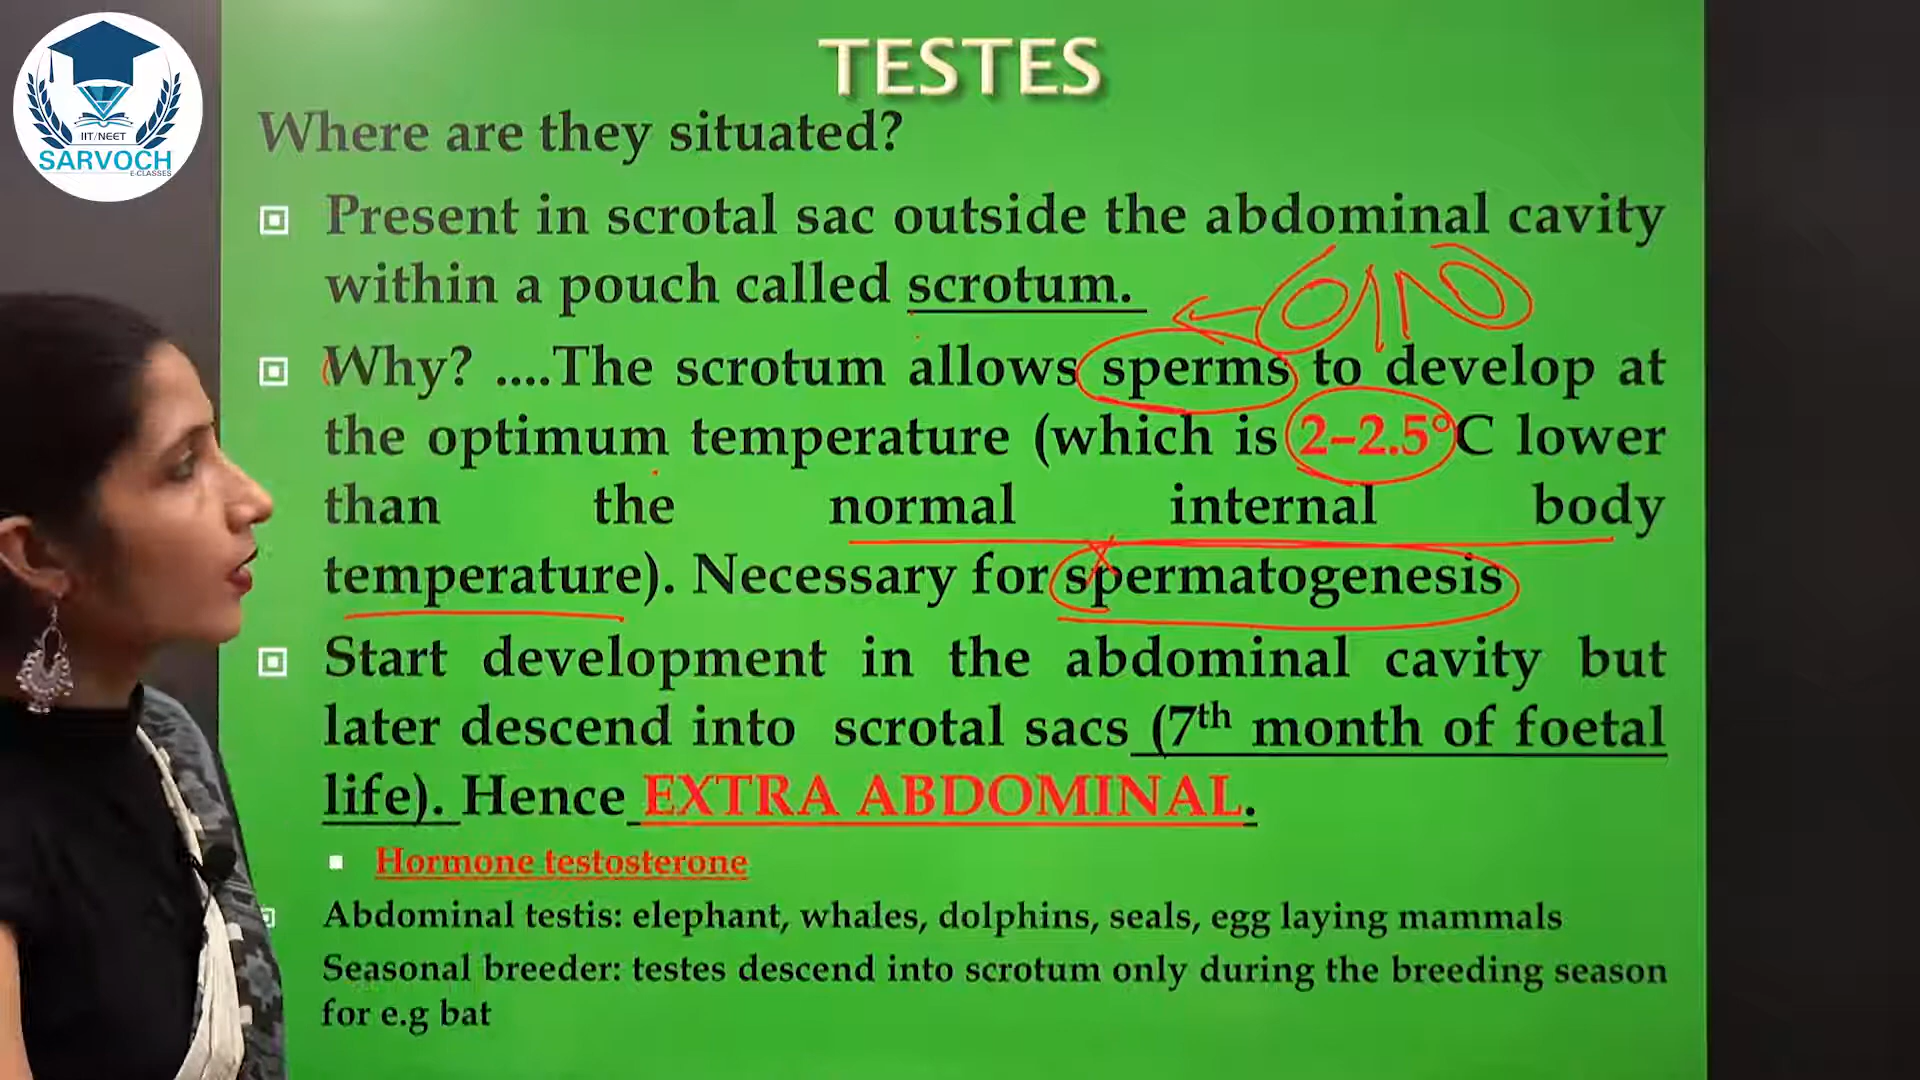 IIT/NEET
SARVOCH
E-CLASSES
TESTES
Where are they situated?
Present in scrotal sac outside the abdominal cavity
within a pouch called scrotum.
Why? ....The scrotum allows sperms to develop at
the optimum temperature (which is 2–2.5°C lower
than the normal internal body
temperature). Necessary for spermatogenesis
Start development in the abdominal cavity but
later descend into scrotal sacs (7th month of foetal
life). Hence EXTRA ABDOMINAL.
Hormone testosterone
Abdominal testis: elephant, whales, dolphins, seals, egg laying mammals
Seasonal breeder: testes descend into scrotum only during the breeding season
for e.g bat